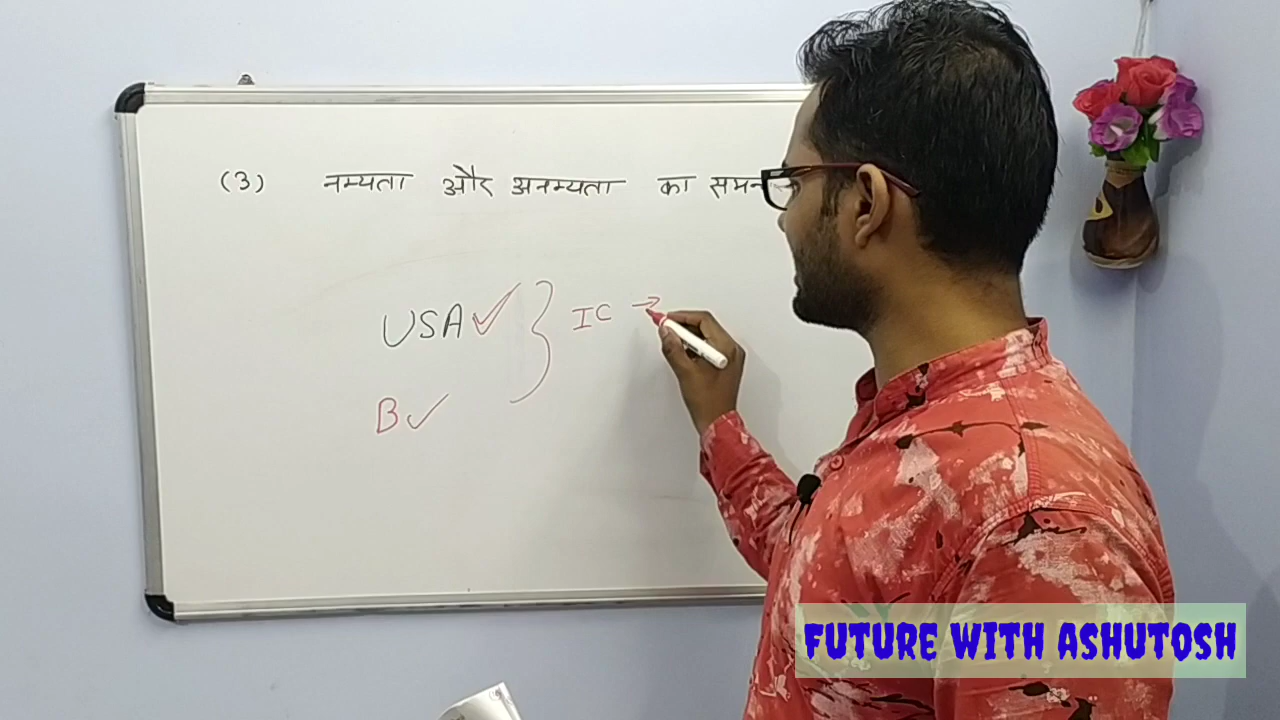 (3) नम्यता और अनम्यता का
USA ✓ } IC →
B ✓
FUTURE WITH ASHUTOSH